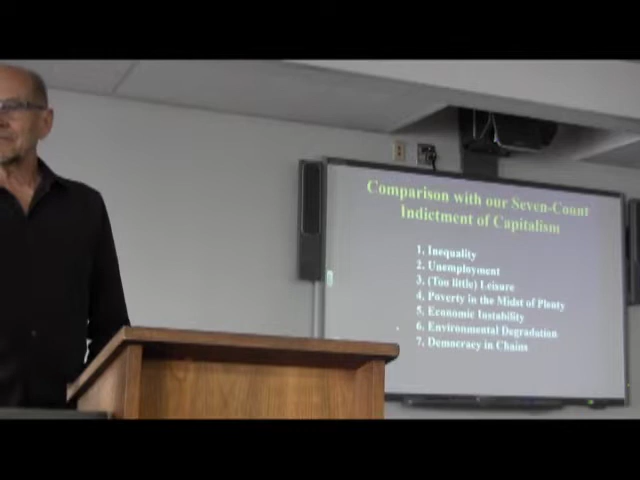 Comparison with our Seven-Count
Indictment of Capitalism
1. Inequality
2. Unemployment
3. (Too little) Leisure
4. Poverty in the Midst of Plenty
5. Economic Instability
6. Environmental Degradation
7. Democracy in Chains